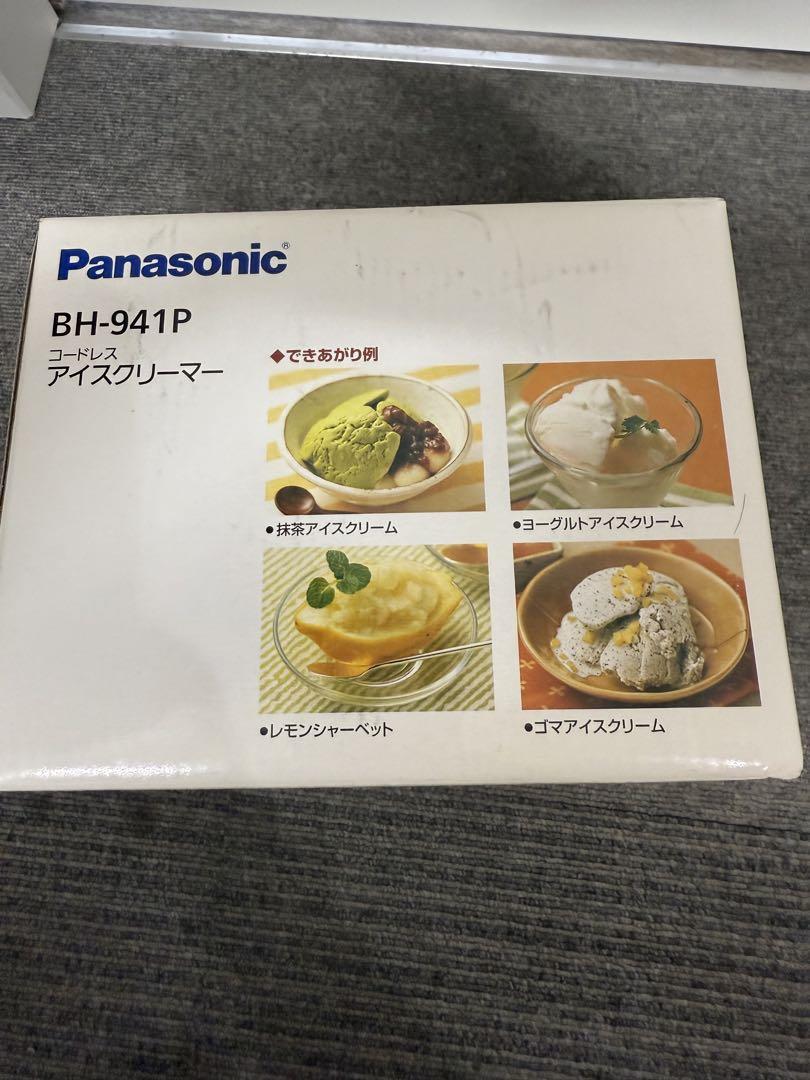 Panasonic®
BH-941P
コードレス
アイスクリーマー
◆できあがり例
●抹茶アイスクリーム
●ヨーグルトアイスクリーム
●レモンシャーベット
●ゴマアイスクリーム